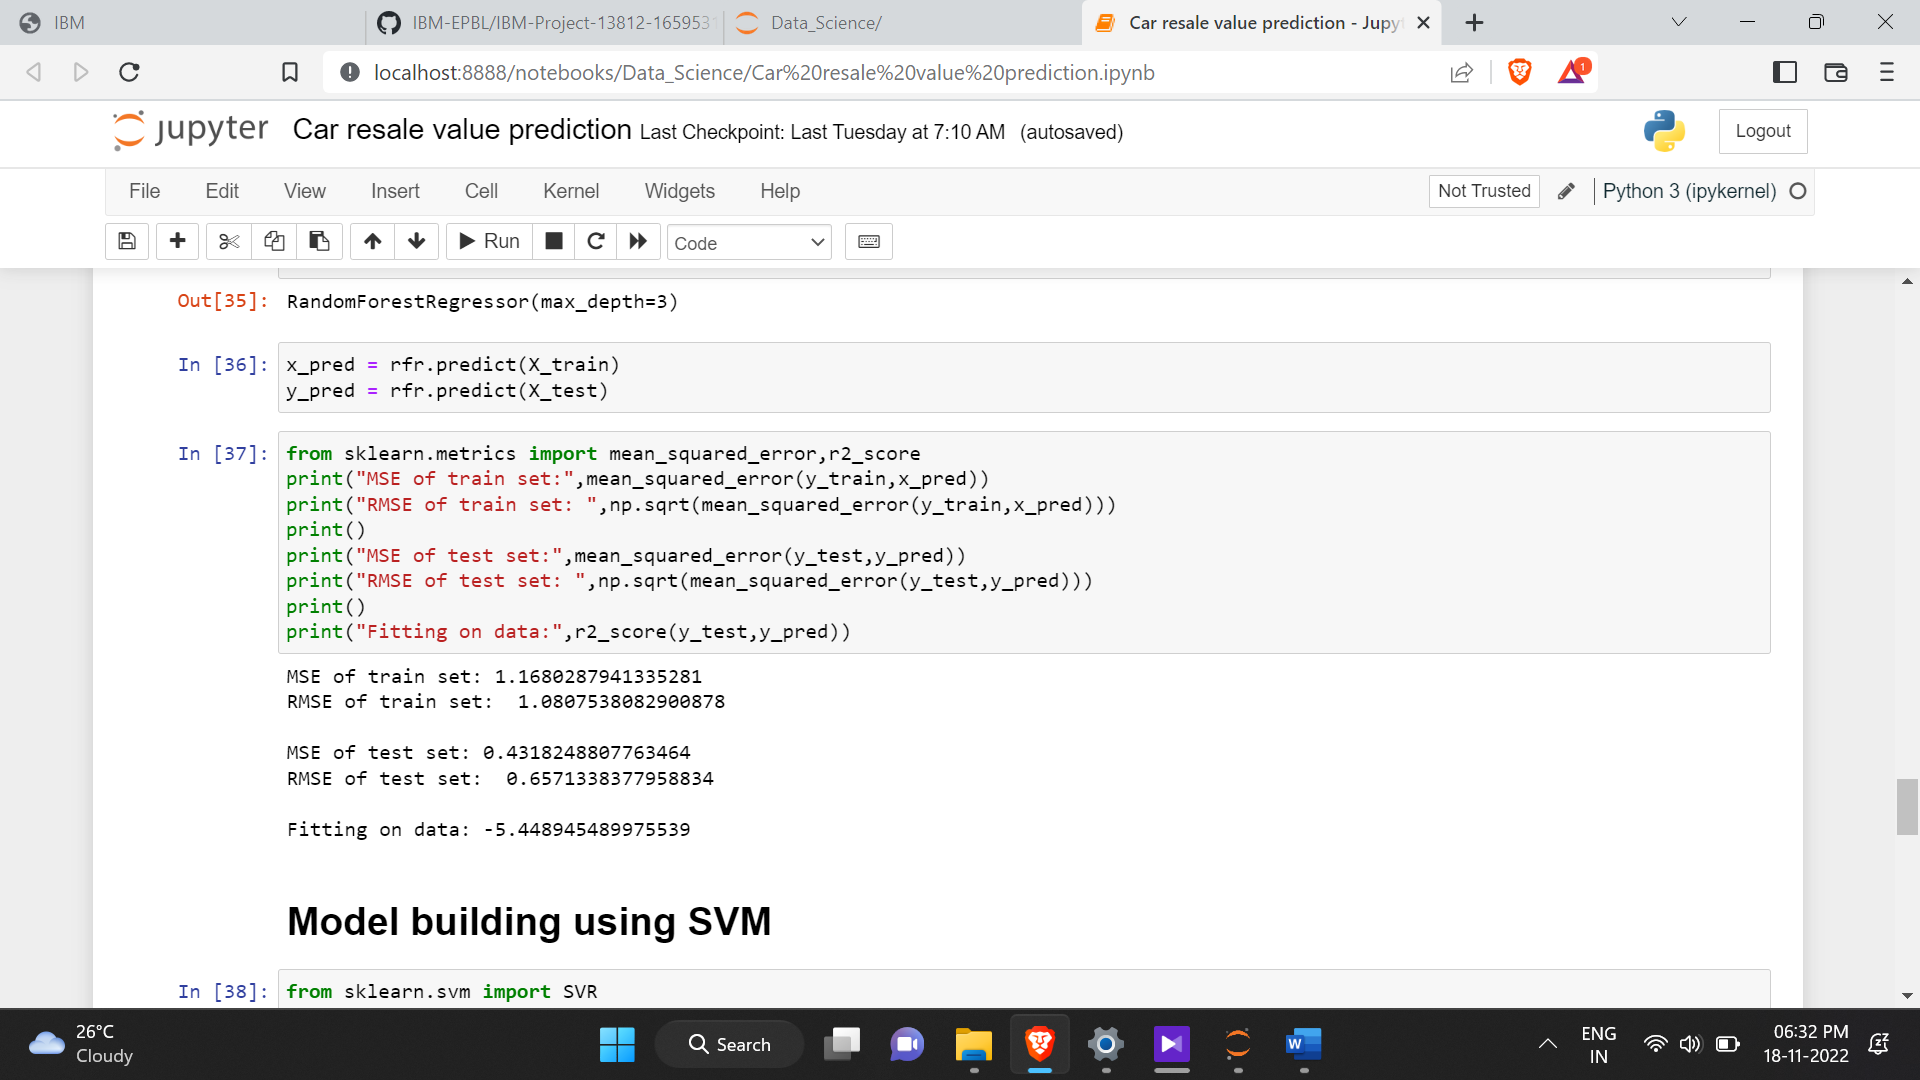 IBM
IBM-EPBL/IBM-Project-13812-165953
Data_Science/
Car resale value prediction - Jupy
localhost:8888/notebooks/Data_Science/Car%20resale%20value%20prediction.ipynb
1
jupyter Car resale value prediction Last Checkpoint: Last Tuesday at 7:10 AM (autosaved)
Logout
File Edit View Insert Cell Kernel Widgets Help
Not Trusted
Python 3 (ipykernel)
Run
Code
Out[35]: RandomForestRegressor(max_depth=3)
In [36]: x_pred = rfr.predict(X_train)
y_pred = rfr.predict(X_test)
In [37]: from sklearn.metrics import mean_squared_error,r2_score
print("MSE of train set:",mean_squared_error(y_train,x_pred))
print("RMSE of train set: ",np.sqrt(mean_squared_error(y_train,x_pred)))
print()
print("MSE of test set:",mean_squared_error(y_test,y_pred))
print("RMSE of test set: ",np.sqrt(mean_squared_error(y_test,y_pred)))
print()
print("Fitting on data:",r2_score(y_test,y_pred))
MSE of train set: 1.1680287941335281
RMSE of train set:  1.0807538082900878
MSE of test set: 0.4318248807763464
RMSE of test set:  0.6571338377958834
Fitting on data: -5.448945489975539
Model building using SVM
In [38]: from sklearn.svm import SVR
26°C
Cloudy
Search
W
ENG
IN
06:32 PM
18-11-2022